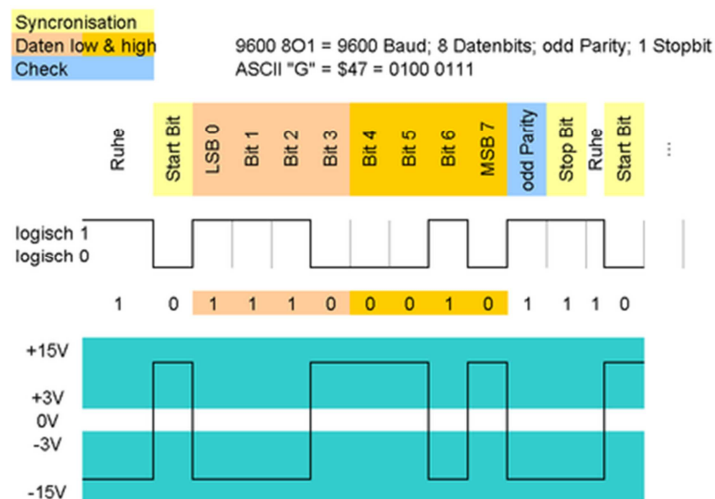 Syncronisation
Daten low & high
Check
9600 8O1 = 9600 Baud; 8 Datenbits; odd Parity; 1 Stopbit
ASCII "G" = $47 = 0100 0111
Ruhe
Start Bit
LSB 0
Bit 1
Bit 2
Bit 3
Bit 4
Bit 5
Bit 6
MSB 7
odd Parity
Stop Bit
Ruhe
Start Bit
...
logisch 1
logisch 0
1 0 1 1 1 0 0 0 1 0 1 1 1 0
+15V
+3V
0V
-3V
-15V